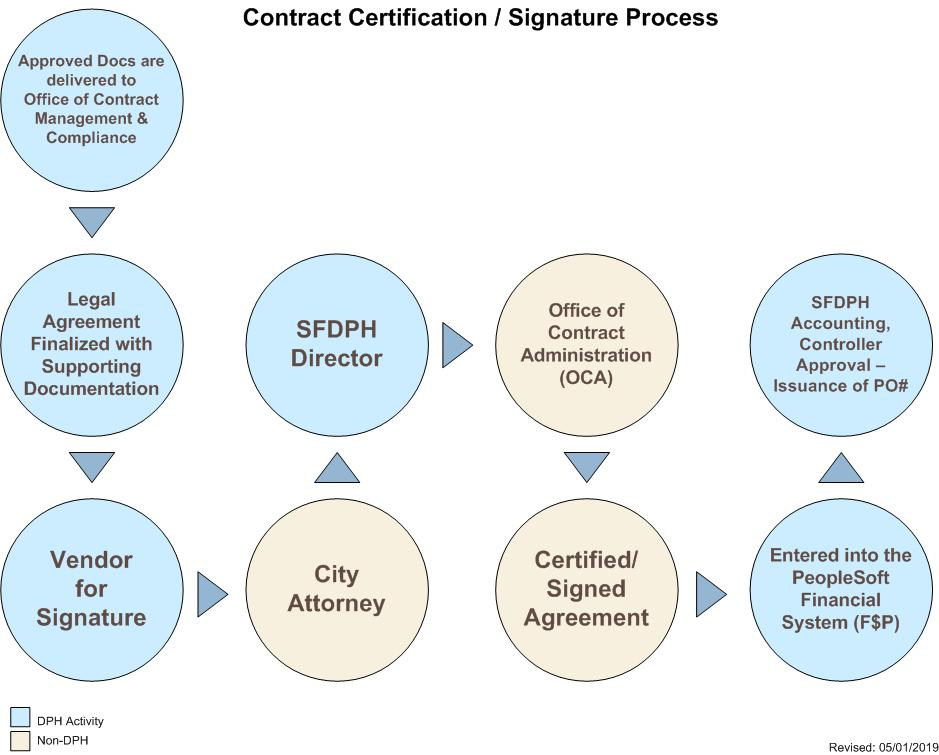 Contract Certification / Signature Process
Approved Docs are
delivered to
Office of Contract
Management &
Compliance
Legal
Agreement
Finalized with
Supporting
Documentation
Vendor
for
Signature
City
Attorney
SFDPH
Director
Office of
Contract
Administration
(OCA)
Certified/
Signed
Agreement
Entered into the
PeopleSoft
Financial
System (F$P)
SFDPH
Accounting,
Controller
Approval –
Issuance of PO#
DPH Activity
Non-DPH
Revised: 05/01/2019